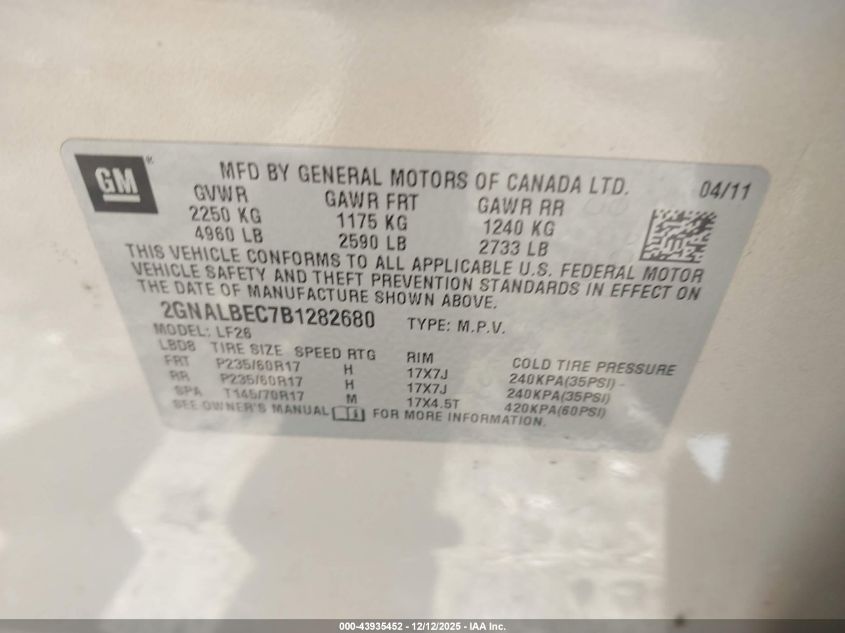 GM ®
MFD BY GENERAL MOTORS OF CANADA LTD. 04/11
GVWR GAWR FRT GAWR RR
2250 KG 1175 KG 1240 KG
4960 LB 2590 LB 2733 LB
THIS VEHICLE CONFORMS TO ALL APPLICABLE U.S. FEDERAL MOTOR
VEHICLE SAFETY AND THEFT PREVENTION STANDARDS IN EFFECT ON
THE DATE OF MANUFACTURE SHOWN ABOVE.
2GNALBEC7B1282680 TYPE: M.P.V.
MODEL: LF26
LBD8 TIRE SIZE SPEED RTG RIM COLD TIRE PRESSURE
FRT P235/60R17 H 17X7J 240KPA(35PSI)
RR P235/60R17 H 17X7J 240KPA(35PSI)
SPA T145/70R17 M 17X4.5T 420KPA(60PSI)
SEE OWNER'S MANUAL FOR MORE INFORMATION.
000-43935452 - 12/12/2025 - IAA Inc.